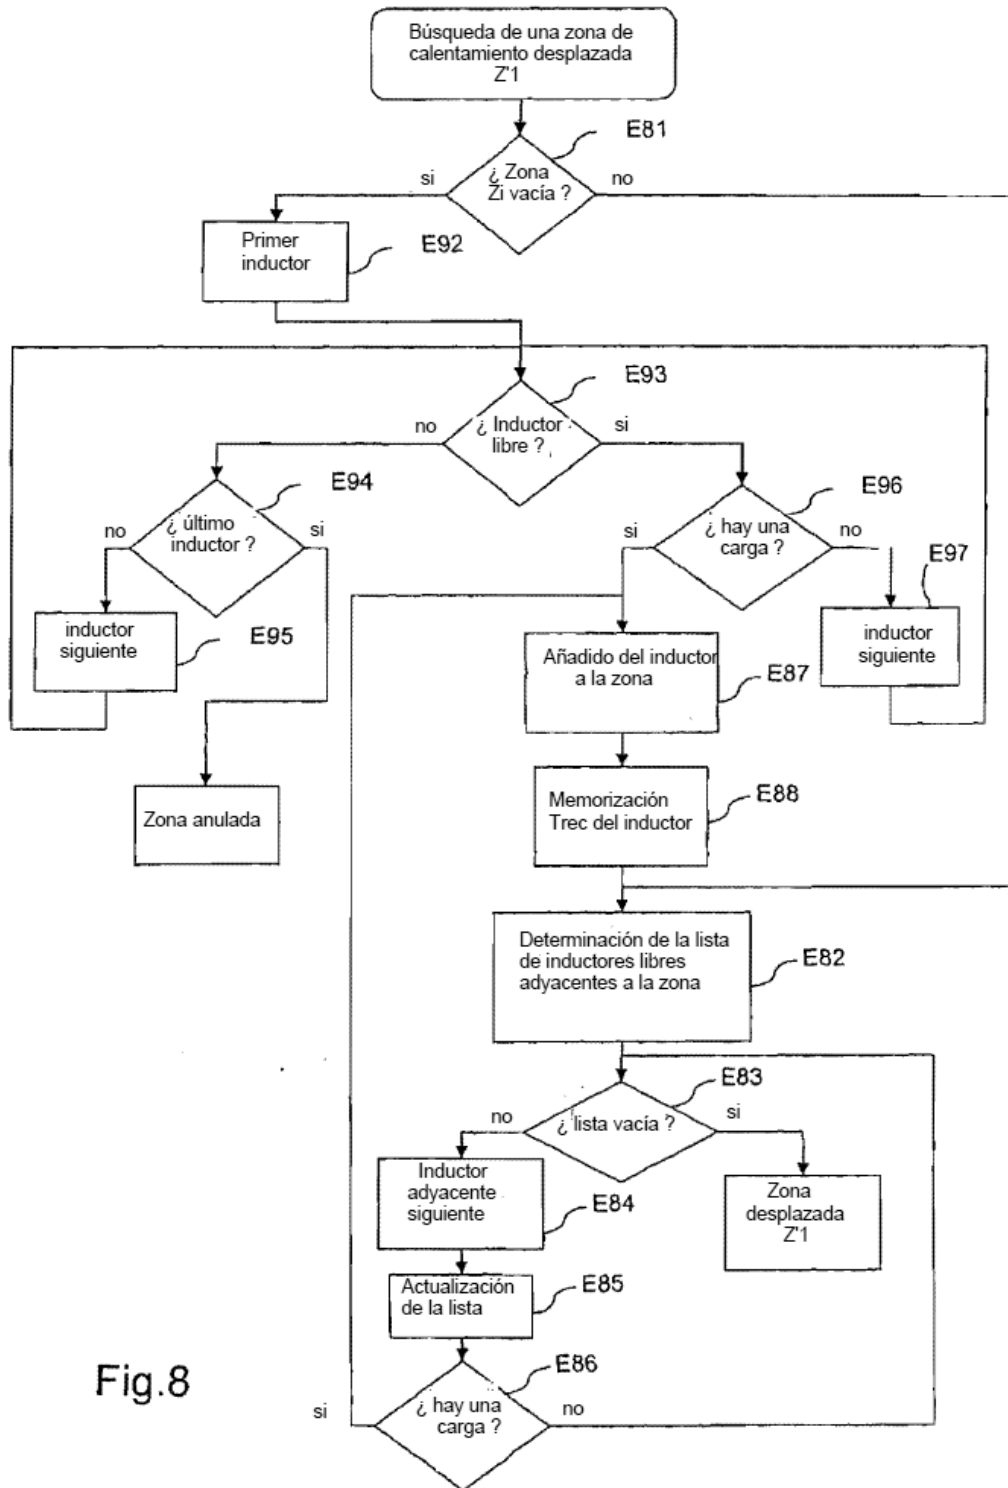 Búsqueda de una zona de
calentamiento desplazada
Z'1
E81
¿ Zona
Zi vacía ?
si
no
Primer
inductor
E92
E93
¿ Inductor
libre ?
no
si
E94
¿ último
inductor ?
no
si
E96
¿ hay una
carga ?
si
no
E97
inductor
siguiente
E95
inductor
siguiente
Añadido del inductor
a la zona
E87
Zona anulada
Memorización
Trec del inductor
E88
Determinación de la lista
de inductores libres
adyacentes a la zona
E82
E83
¿ lista vacía ?
no
si
Inductor
adyacente
siguiente
E84
Zona
desplazada
Z'1
Actualización
de la lista
E85
E86
¿ hay una
carga ?
si
no
Fig.8